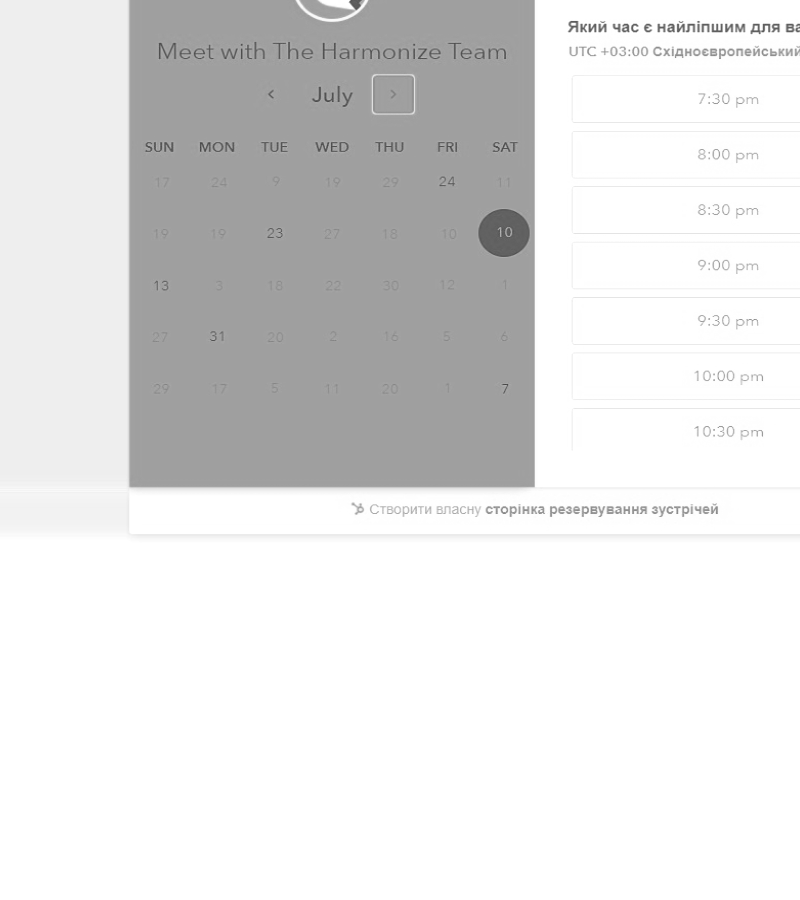 Meet with The Harmonize Team
July
SUN MON TUE WED THU FRI SAT
17 24 9 19 29 24 11
19 19 23 27 18 10 10
13 3 18 22 30 12 1
27 31 20 2 16 5 6
29 17 5 11 20 1 7
Який час є найліпшим для
UTC +03:00 Східноєвропейський
7:30 pm
8:00 pm
8:30 pm
9:00 pm
9:30 pm
10:00 pm
10:30 pm
Створити власну сторінка резервування зустрічей